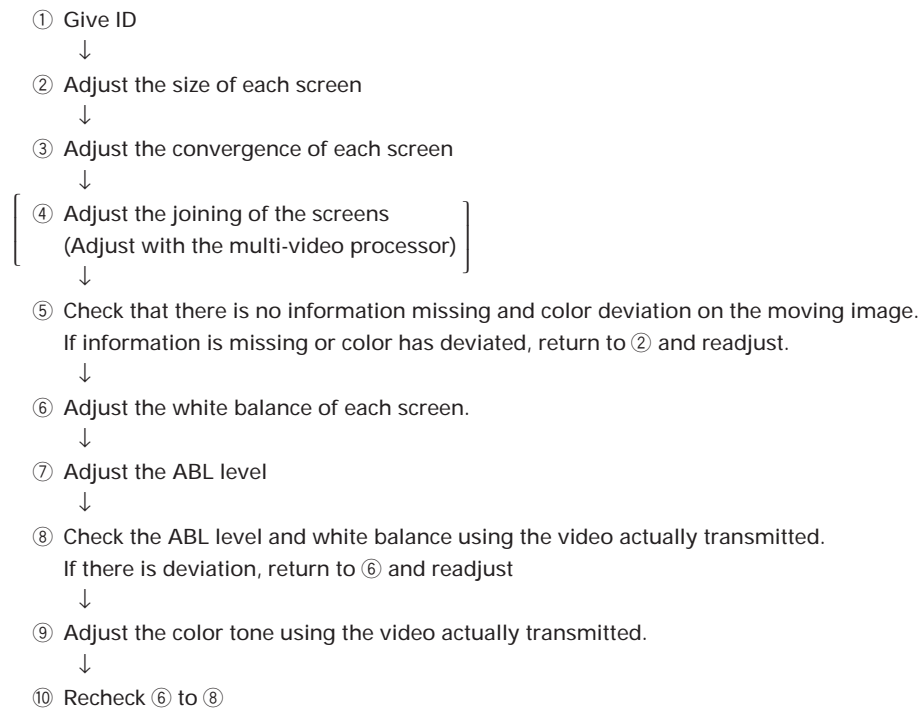 ① Give ID
↓
② Adjust the size of each screen
↓
③ Adjust the convergence of each screen
↓
④ Adjust the joining of the screens
(Adjust with the multi-video processor)
↓
⑤ Check that there is no information missing and color deviation on the moving image.
If information is missing or color has deviated, return to ② and readjust.
↓
⑥ Adjust the white balance of each screen.
↓
⑦ Adjust the ABL level
↓
⑧ Check the ABL level and white balance using the video actually transmitted.
If there is deviation, return to ⑥ and readjust
↓
⑨ Adjust the color tone using the video actually transmitted.
↓
⑩ Recheck ⑥ to ⑧